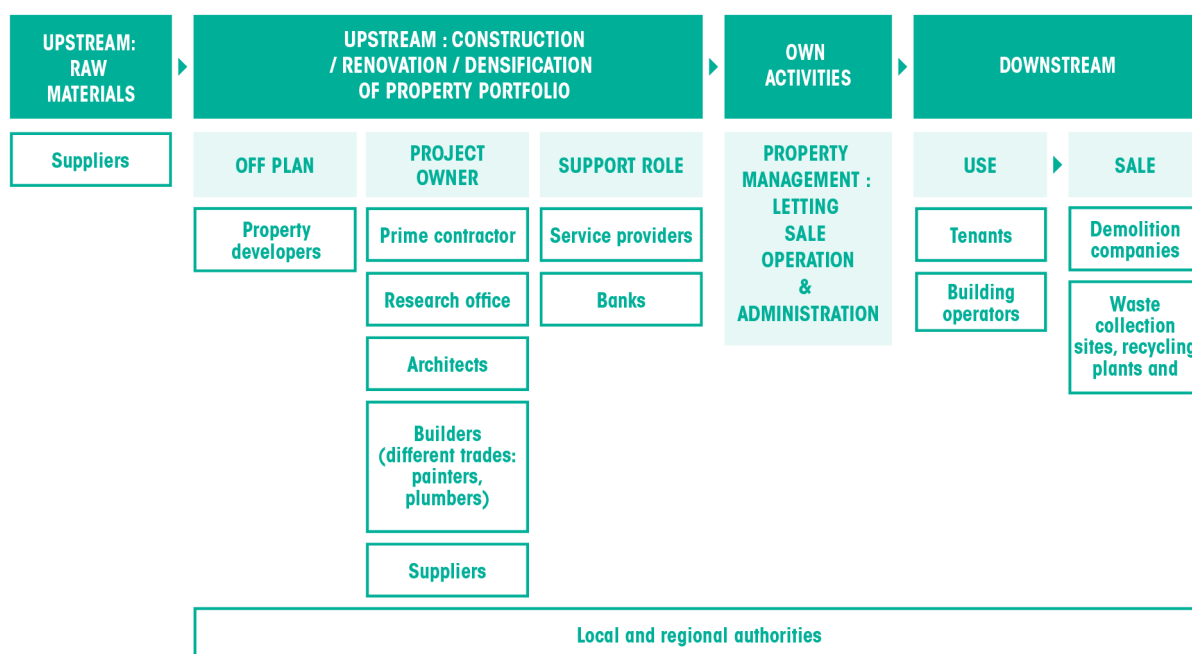 UPSTREAM:
RAW
MATERIALS
UPSTREAM : CONSTRUCTION
/ RENOVATION / DENSIFICATION
OF PROPERTY PORTFOLIO
OWN
ACTIVITIES
DOWNSTREAM
Suppliers
OFF PLAN
PROJECT
OWNER
SUPPORT ROLE
PROPERTY
MANAGEMENT :
LETTING
SALE
OPERATION
&
ADMINISTRATION
USE
SALE
Property
developers
Prime contractor
Research office
Architects
Builders
(different trades:
painters,
plumbers)
Suppliers
Service providers
Banks
Tenants
Building
operators
Demolition
companies
Waste
collection
sites, recycling
plants and
Local and regional authorities